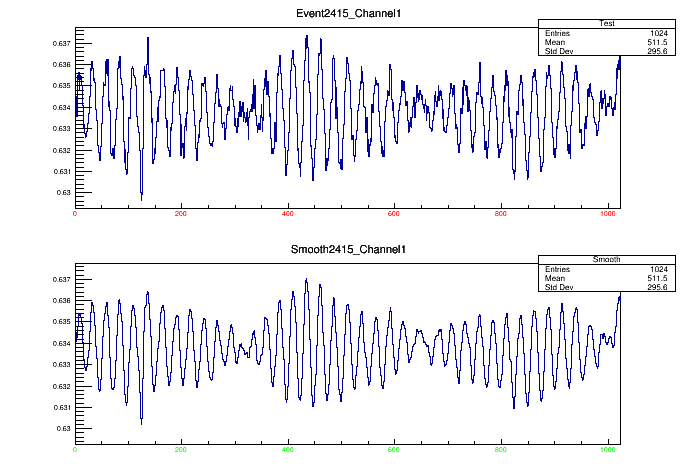 Event2415_Channel1
Test
Entries 1024
Mean 511.5
Std Dev 295.6
0.637
0.636
0.635
0.634
0.633
0.632
0.631
0.63
0 200 400 600 800 1000
Smooth2415_Channel1
Smooth
Entries 1024
Mean 511.5
Std Dev 295.6
0.637
0.636
0.635
0.634
0.633
0.632
0.631
0.63
0 200 400 600 800 1000